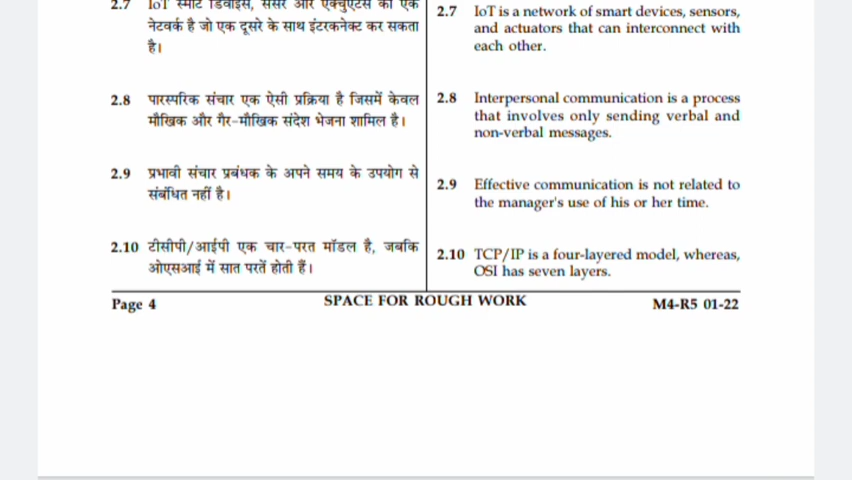 2.7 IoT स्मार्ट डिवाइस, सेंसर और एक्चुएटर्स का एक
नेटवर्क है जो एक दूसरे के साथ इंटरकनेक्ट कर सकता
है।
2.8 पारस्परिक संचार एक ऐसी प्रक्रिया है जिसमें केवल
मौखिक और गैर-मौखिक संदेश भेजना शामिल है।
2.9 प्रभावी संचार प्रबंधक के अपने समय के उपयोग से
संबंधित नहीं है।
2.10 टीसीपी/आईपी एक चार-परत मॉडल है, जबकि
ओएसआई में सात परतें होती हैं।
2.7 IoT is a network of smart devices, sensors,
and actuators that can interconnect with
each other.
2.8 Interpersonal communication is a process
that involves only sending verbal and
non-verbal messages.
2.9 Effective communication is not related to
the manager's use of his or her time.
2.10 TCP/IP is a four-layered model, whereas,
OSI has seven layers.
Page 4 SPACE FOR ROUGH WORK M4-R5 01-22